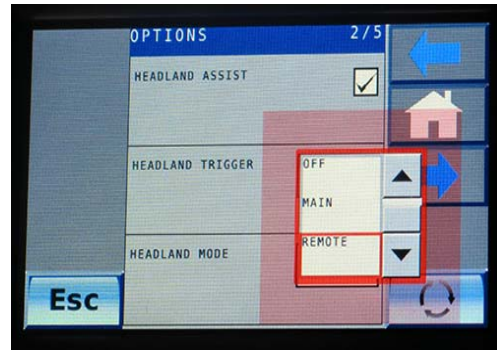 OPTIONS 2/5
HEADLAND ASSIST
HEADLAND TRIGGER
OFF
MAIN
REMOTE
HEADLAND MODE
Esc